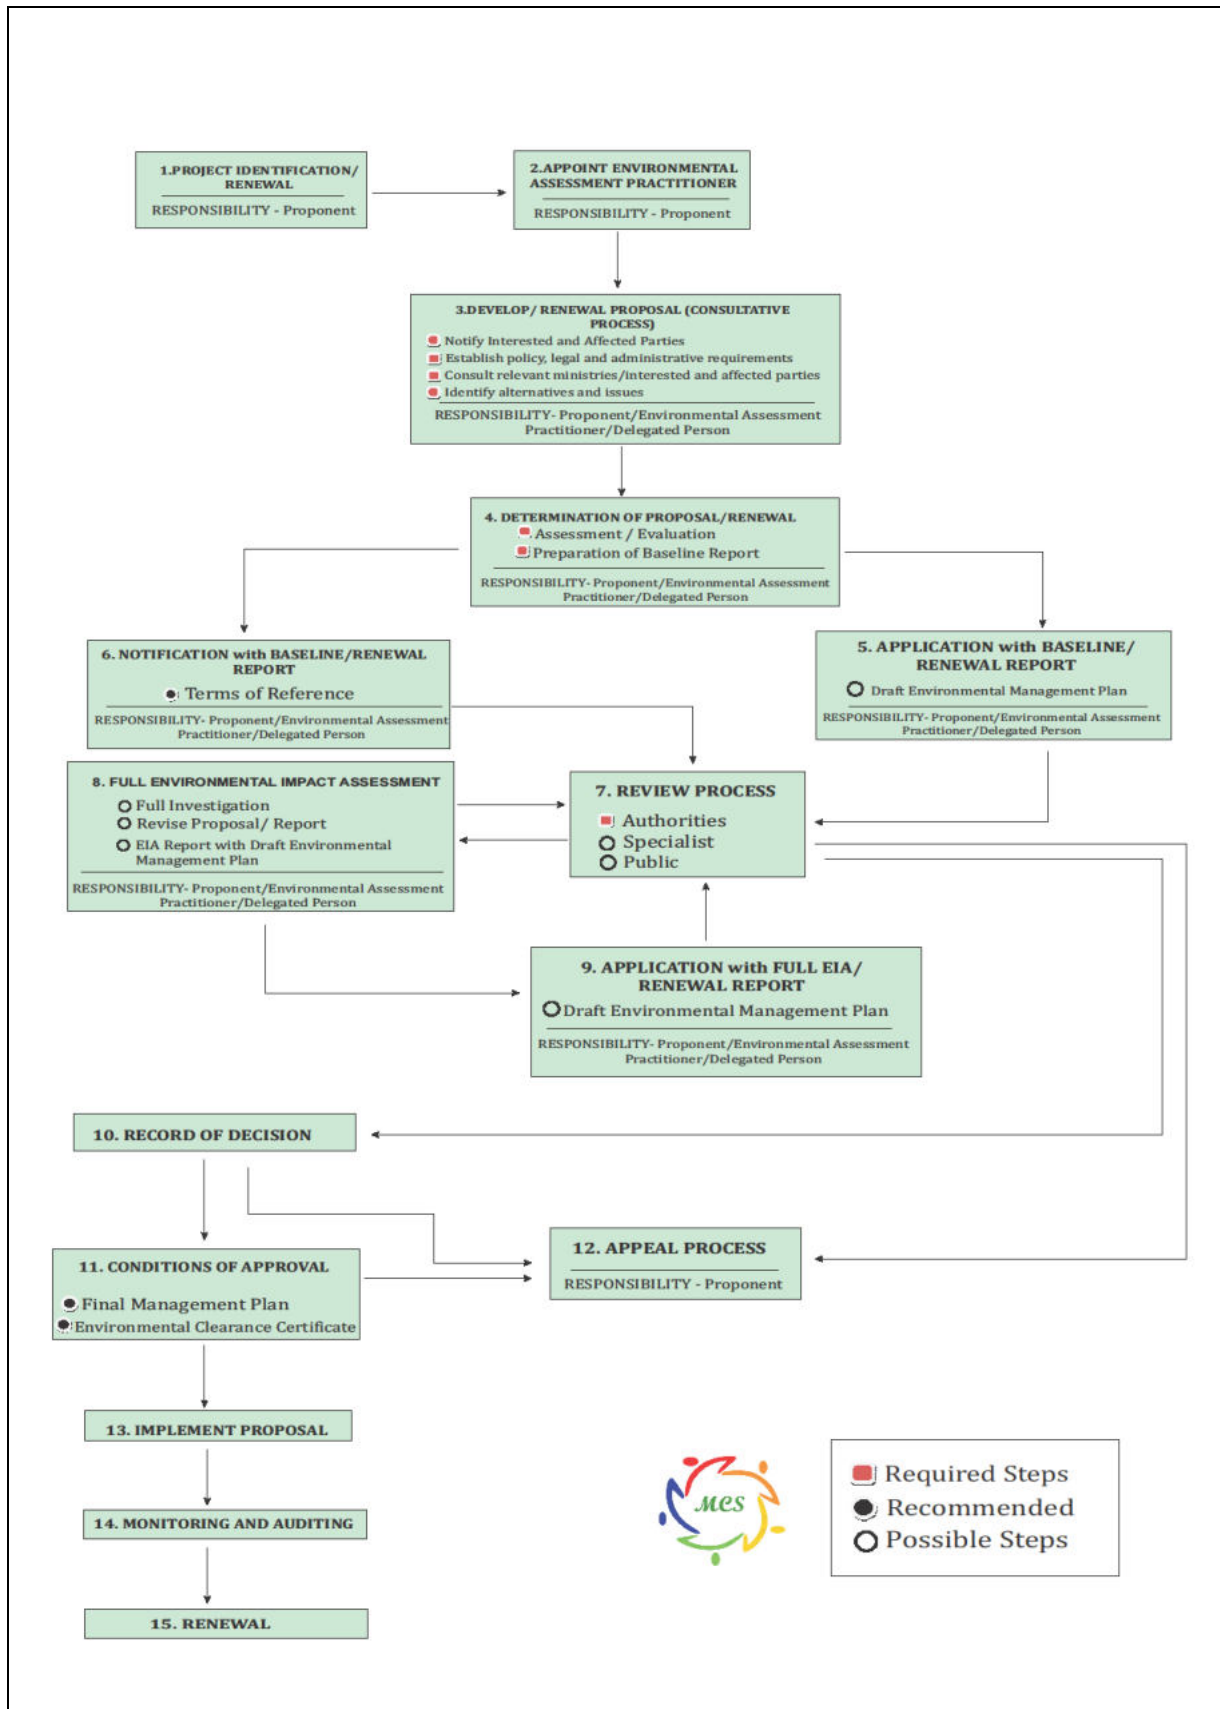 1.PROJECT IDENTIFICATION/
RENEWAL
RESPONSIBILITY - Proponent
2.APPOINT ENVIRONMENTAL
ASSESSMENT PRACTITIONER
RESPONSIBILITY - Proponent
3.DEVELOP/ RENEWAL PROPOSAL (CONSULTATIVE
PROCESS)
Notify Interested and Affected Parties
Establish policy, legal and administrative requirements
Consult relevant ministries/interested and affected parties
Identify alternatives and issues
RESPONSIBILITY- Proponent/Environmental Assessment
Practitioner/Delegated Person
4. DETERMINATION OF PROPOSAL/RENEWAL
Assessment / Evaluation
Preparation of Baseline Report
RESPONSIBILITY- Proponent/Environmental Assessment
Practitioner/Delegated Person
6. NOTIFICATION with BASELINE/RENEWAL
REPORT
Terms of Reference
RESPONSIBILITY- Proponent/Environmental Assessment
Practitioner/Delegated Person
5. APPLICATION with BASELINE/
RENEWAL REPORT
Draft Environmental Management Plan
RESPONSIBILITY- Proponent/Environmental Assessment
Practitioner/Delegated Person
8. FULL ENVIRONMENTAL IMPACT ASSESSMENT
Full Investigation
Revise Proposal/ Report
EIA Report with Draft Environmental
Management Plan
RESPONSIBILITY- Proponent/Environmental Assessment
Practitioner/Delegated Person
7. REVIEW PROCESS
Authorities
Specialist
Public
9. APPLICATION with FULL EIA/
RENEWAL REPORT
Draft Environmental Management Plan
RESPONSIBILITY- Proponent/Environmental Assessment
Practitioner/Delegated Person
10. RECORD OF DECISION
11. CONDITIONS OF APPROVAL
Final Management Plan
Environmental Clearance Certificate
12. APPEAL PROCESS
RESPONSIBILITY - Proponent
13. IMPLEMENT PROPOSAL
14. MONITORING AND AUDITING
15. RENEWAL
MCS
Required Steps
Recommended
Possible Steps